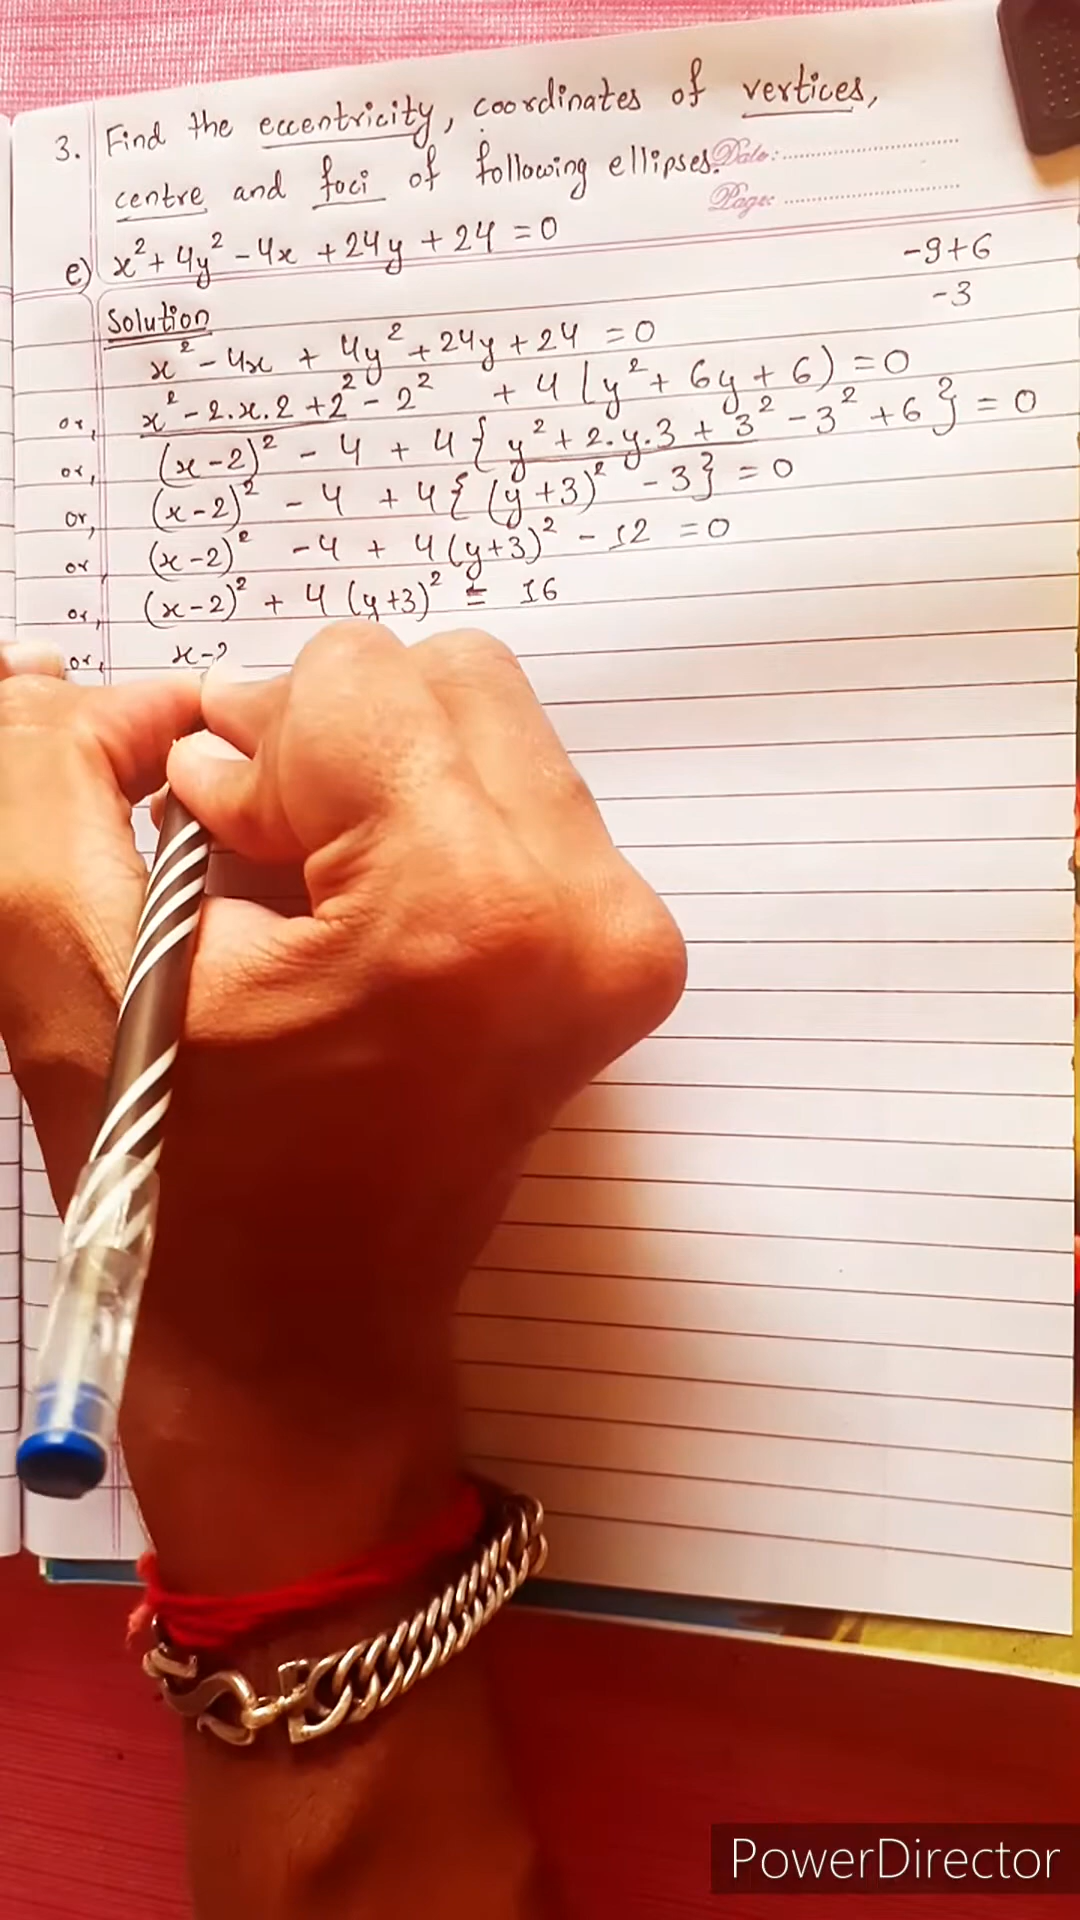 3. Find the eccentricity, coordinates of vertices,
centre and foci of following ellipses.
Date:
Page:
e) x² + 4y² - 4x + 24y + 24 = 0
-9+6
-3
Solution
x² - 4x + 4y² + 24y + 24 = 0
or, x² - 2.x.2 + 2² - 2² + 4(y² + 6y + 6) = 0
or, (x-2)² - 4 + 4{y² + 2.y.3 + 3² - 3² + 6} = 0
or, (x-2)² - 4 + 4{(y+3)² - 3} = 0
or (x-2)² - 4 + 4(y+3)² - 12 = 0
or, (x-2)² + 4(y+3)² = 16
or, x-2
PowerDirector